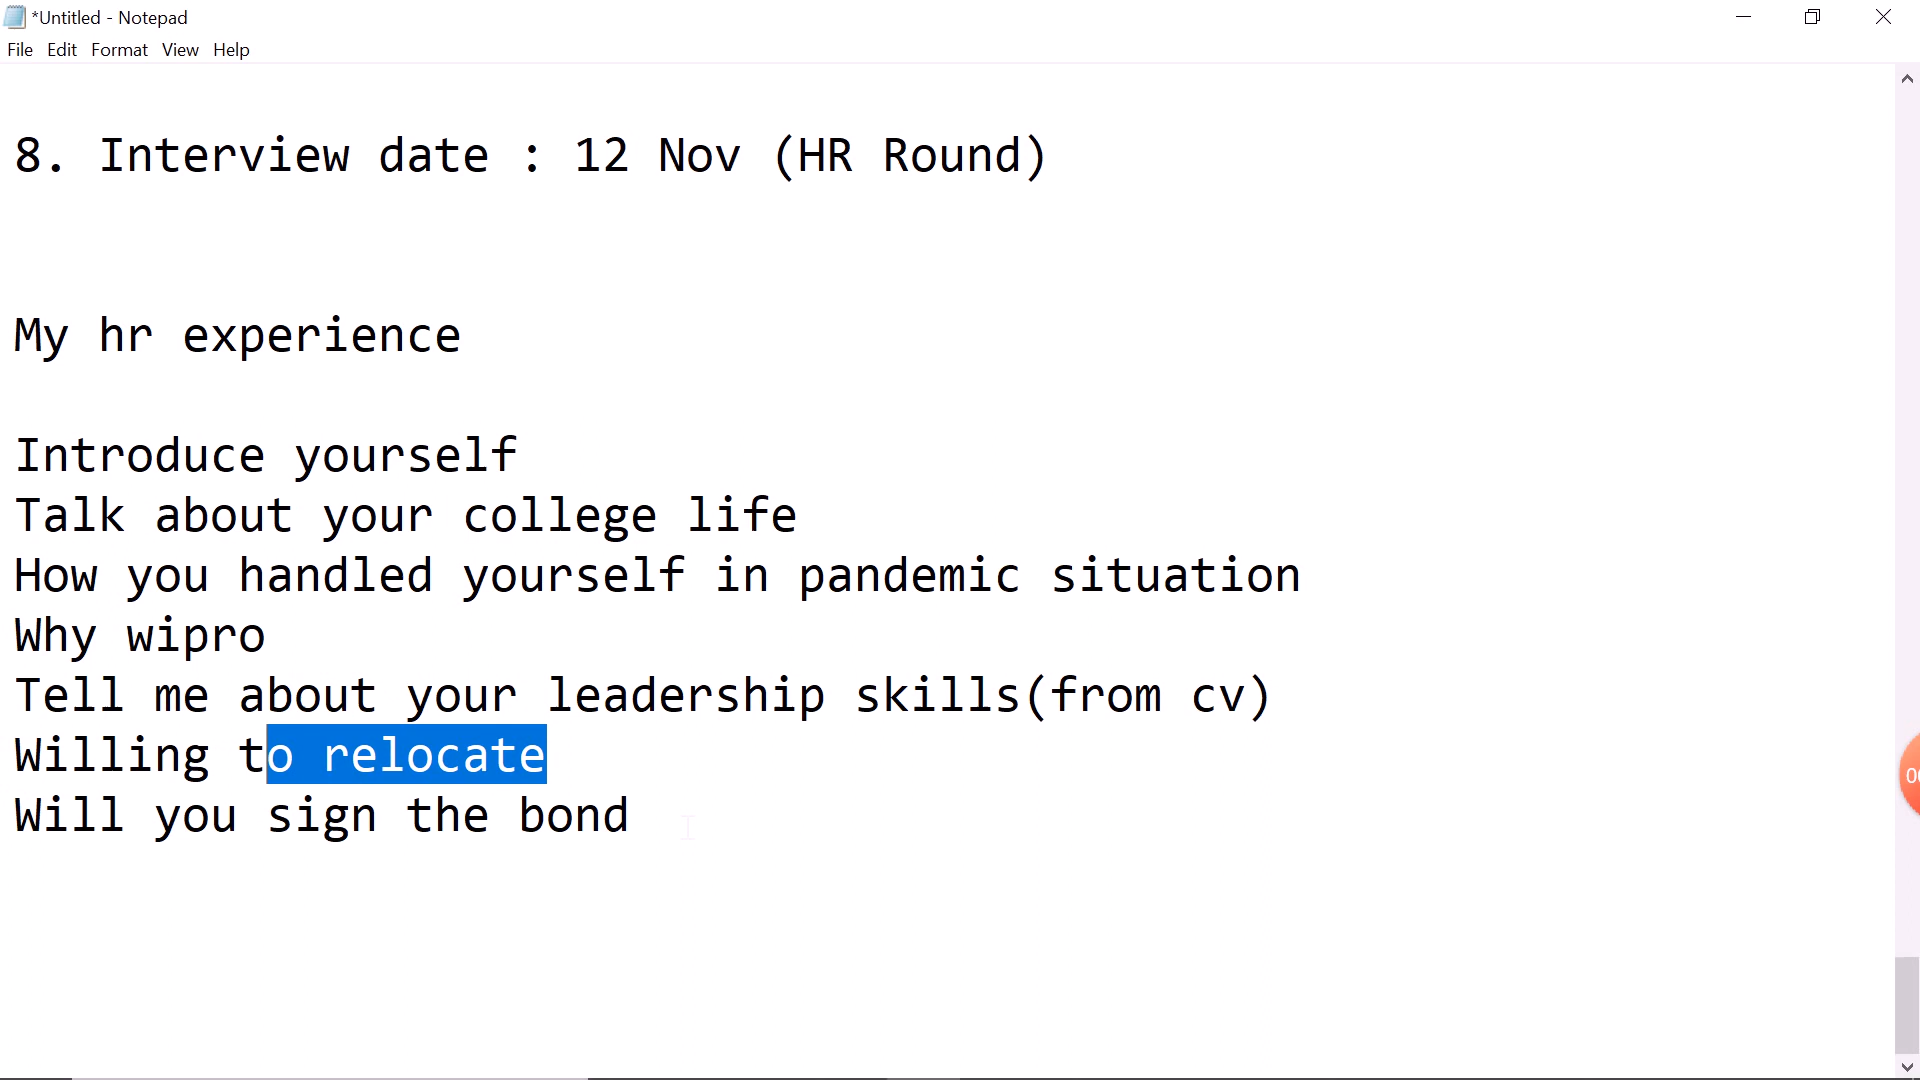 *Untitled - Notepad
File Edit Format View Help
8. Interview date : 12 Nov (HR Round)
My hr experience
Introduce yourself
Talk about your college life
How you handled yourself in pandemic situation
Why wipro
Tell me about your leadership skills(from cv)
Willing to relocate
Will you sign the bond